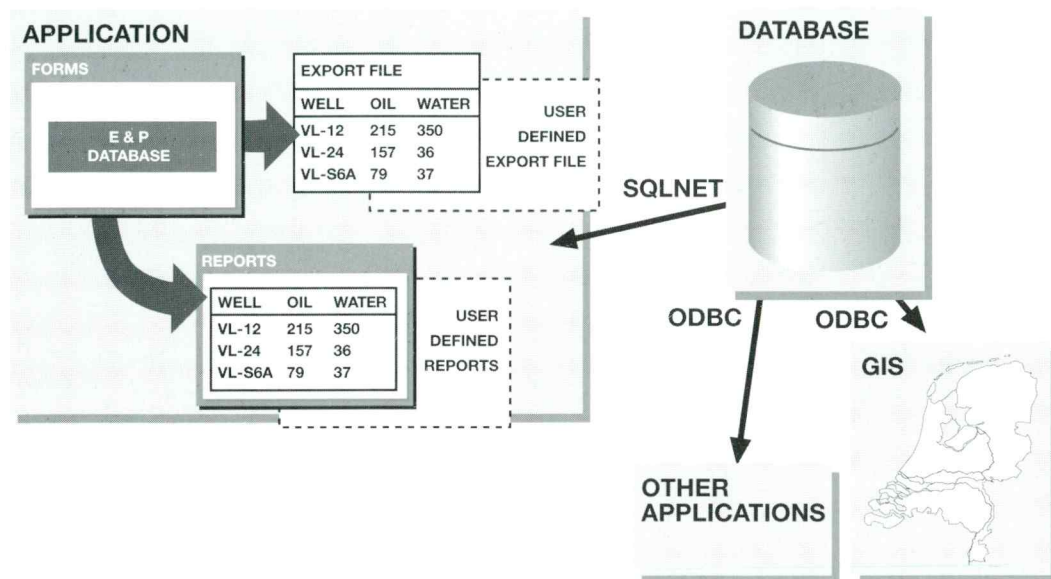 APPLICATION
FORMS
E & P
DATABASE
EXPORT FILE
WELL OIL WATER
VL-12 215 350
VL-24 157 36
VL-S6A 79 37
USER
DEFINED
EXPORT FILE
REPORTS
WELL OIL WATER
VL-12 215 350
VL-24 157 36
VL-S6A 79 37
USER
DEFINED
REPORTS
DATABASE
SQLNET
ODBC
ODBC
GIS
OTHER
APPLICATIONS